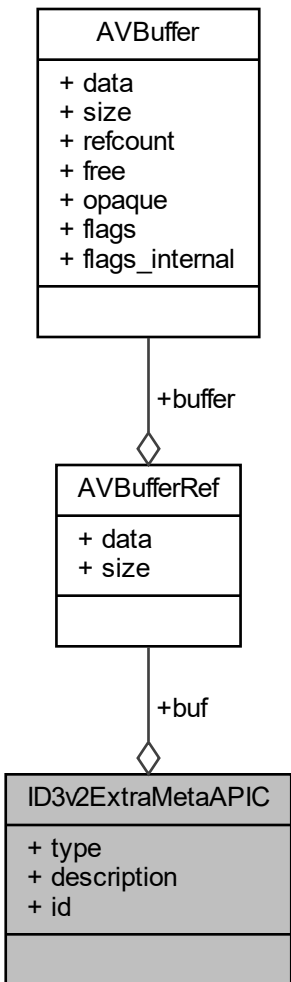 AVBuffer
+ data
+ size
+ refcount
+ free
+ opaque
+ flags
+ flags_internal
+buffer
AVBufferRef
+ data
+ size
+buf
ID3v2ExtraMetaAPIC
+ type
+ description
+ id